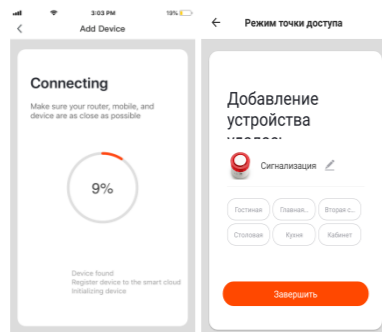 3:03 PM
19%
Add Device
Connecting
Make sure your router, mobile, and
device are as close as possible
9%
Device found
Register device to the smart cloud
Initializing device
Режим точки доступа
Добавление
устройства
Сигнализация
Гостиная
Главная...
Вторая с...
Столовая
Кухня
Кабинет
Завершить